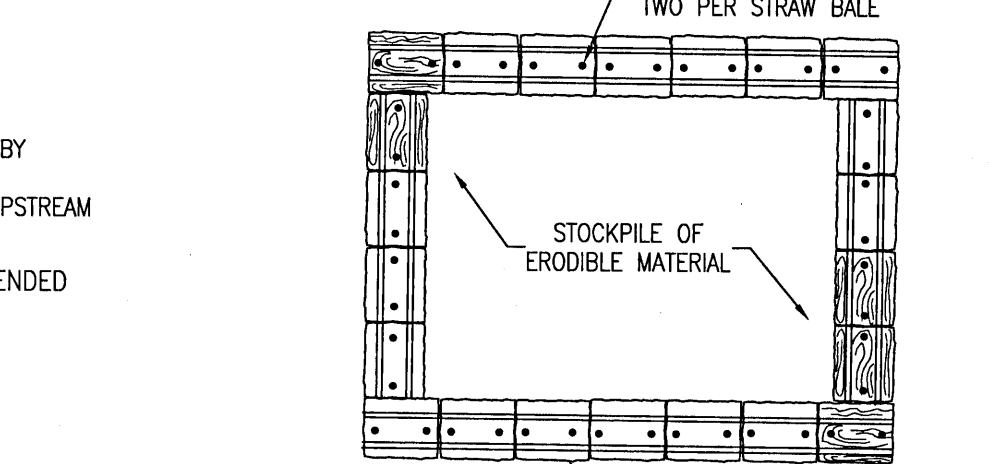 TWO PER STRAW BALE
BY
PSTREAM
ENDED
STOCKPILE OF
ERODIBLE MATERIAL